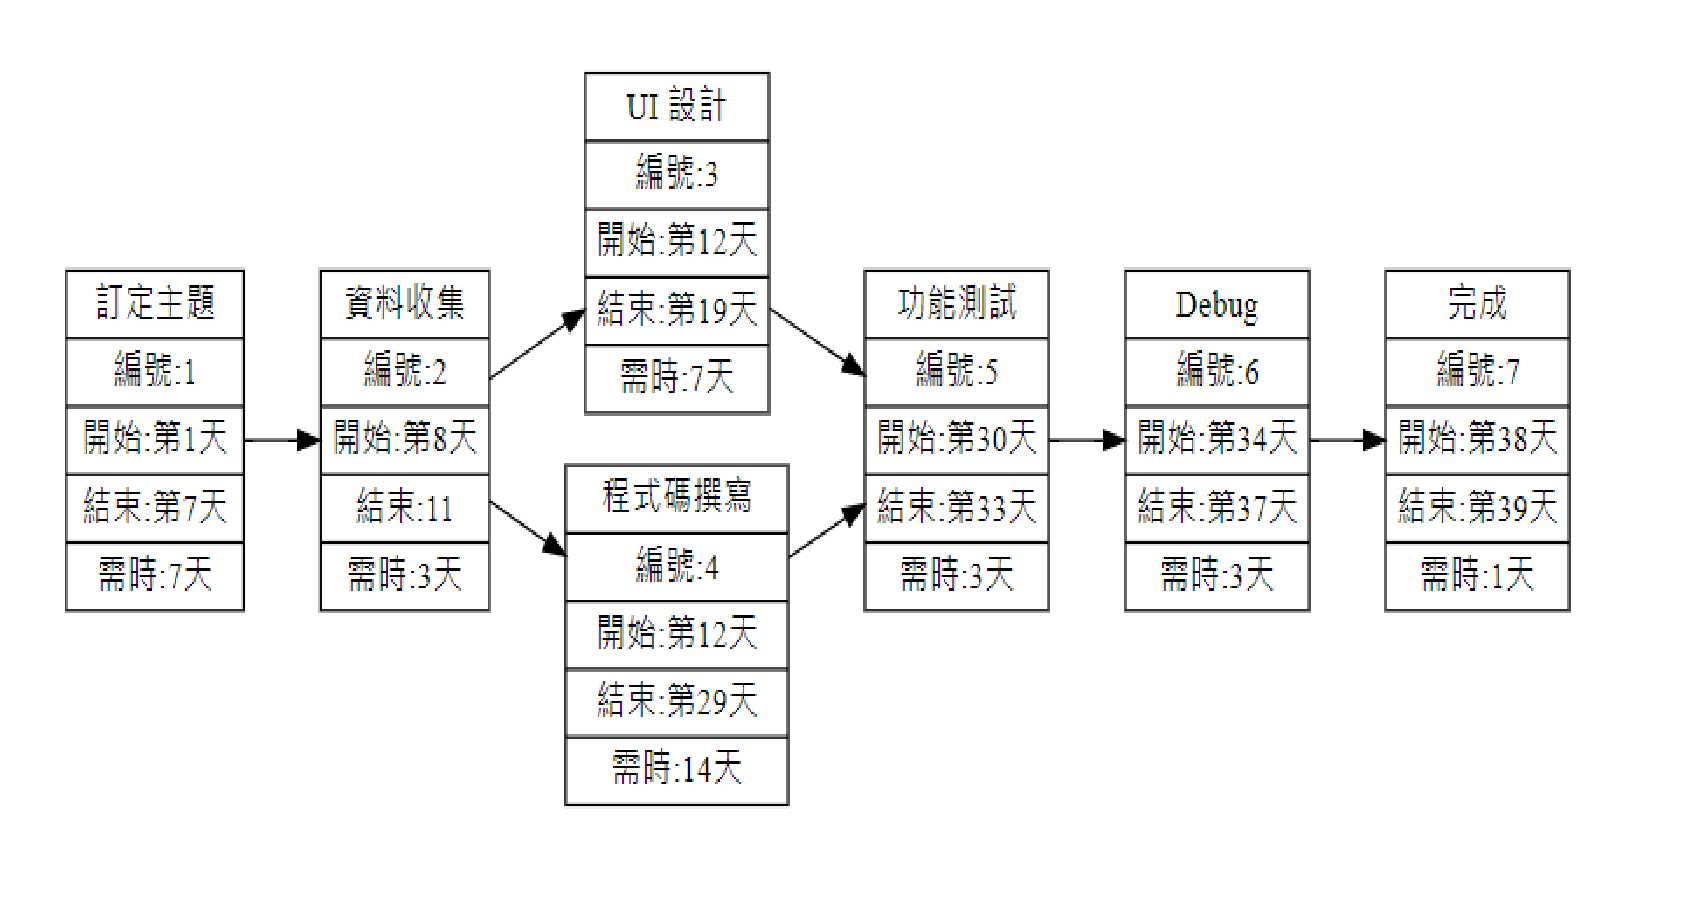 訂定主題
編號:1
開始:第1天
結束:第7天
需時:7天
資料收集
編號:2
開始:第8天
結束:11
需時:3天
UI 設計
編號:3
開始:第12天
結束:第19天
需時:7天
程式碼撰寫
編號:4
開始:第12天
結束:第29天
需時:14天
功能測試
編號:5
開始:第30天
結束:第33天
需時:3天
Debug
編號:6
開始:第34天
結束:第37天
需時:3天
完成
編號:7
開始:第38天
結束:第39天
需時:1天